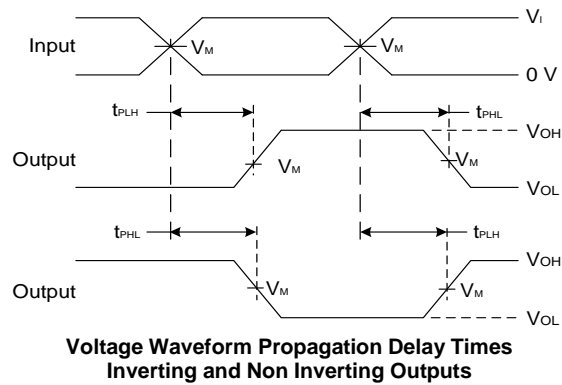 Input
VM
VM
VI
0 V
tPLH
tPHL
Output
VM
VM
VOH
VOL
tPHL
tPLH
Output
VM
VM
VOH
VOL
Voltage Waveform Propagation Delay Times
Inverting and Non Inverting Outputs